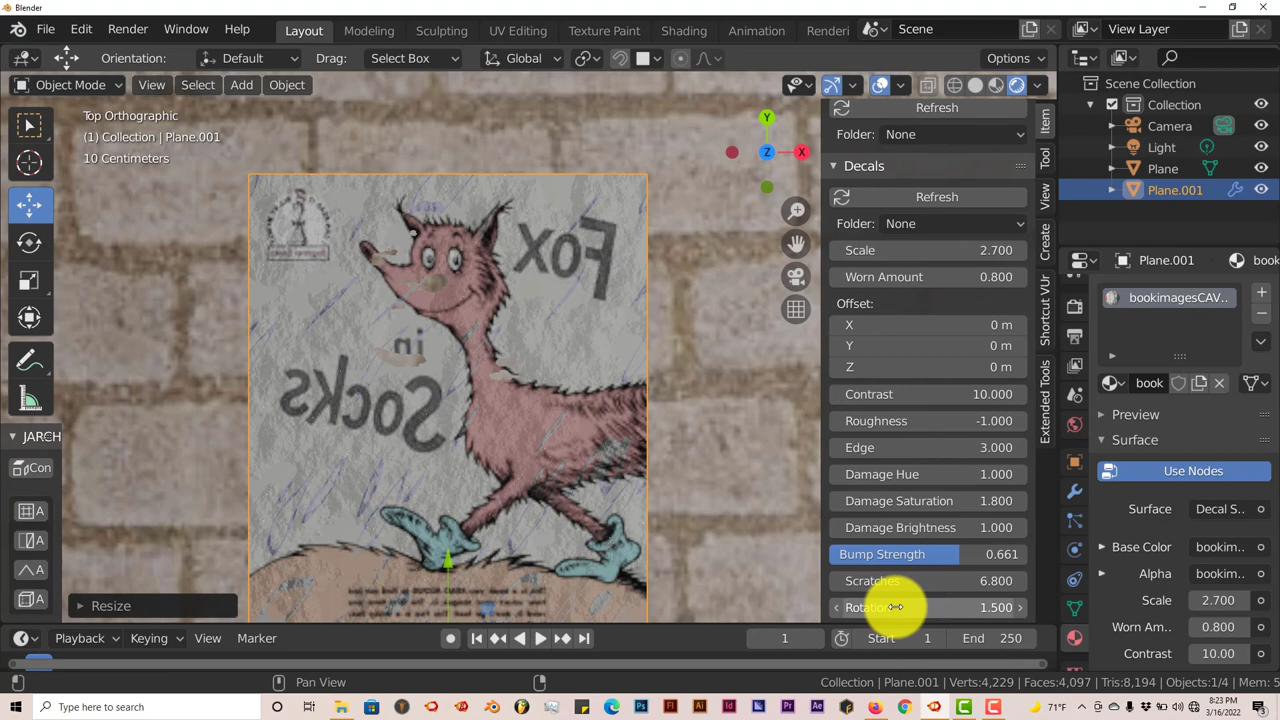 Blender
File Edit Render Window Help Layout Modeling Sculpting UV Editing Texture Paint Shading Animation Renderi Scene View Layer
Orientation: Default Drag: Select Box Global Options
Object Mode View Select Add Object
Top Orthographic
(1) Collection | Plane.001
10 Centimeters
Y
Z X
Fox
in
Socks
JARCH
Con
A
A
A
A
Resize
Refresh
Folder: None
Decals
Refresh
Folder: None
Scale 2.700
Worn Amount 0.800
Offset:
X 0 m
Y 0 m
Z 0 m
Contrast 10.000
Roughness -1.000
Edge 3.000
Damage Hue 1.000
Damage Saturation 1.800
Damage Brightness 1.000
Bump Strength 0.661
Scratches 6.800
Rotation 1.500
Item
Tool
View
Create
Shortcut VUr
Extended Tools
Scene Collection
Collection
Camera
Light
Plane
Plane.001
Plane.001 book
bookimagesCAV..
book
Preview
Surface
Use Nodes
Surface Decal S..
Base Color bookim..
Alpha bookim..
Scale 2.700
Worn Am.. 0.800
Contrast 10.00
Playback Keying View Marker 1 Start 1 End 250
Pan View
Collection | Plane.001 Verts:4,229 Faces:4,097 Tris:8,194 Objects:1/4 Mem: 5
Type here to search
71°F
8:23 PM
3/16/2022